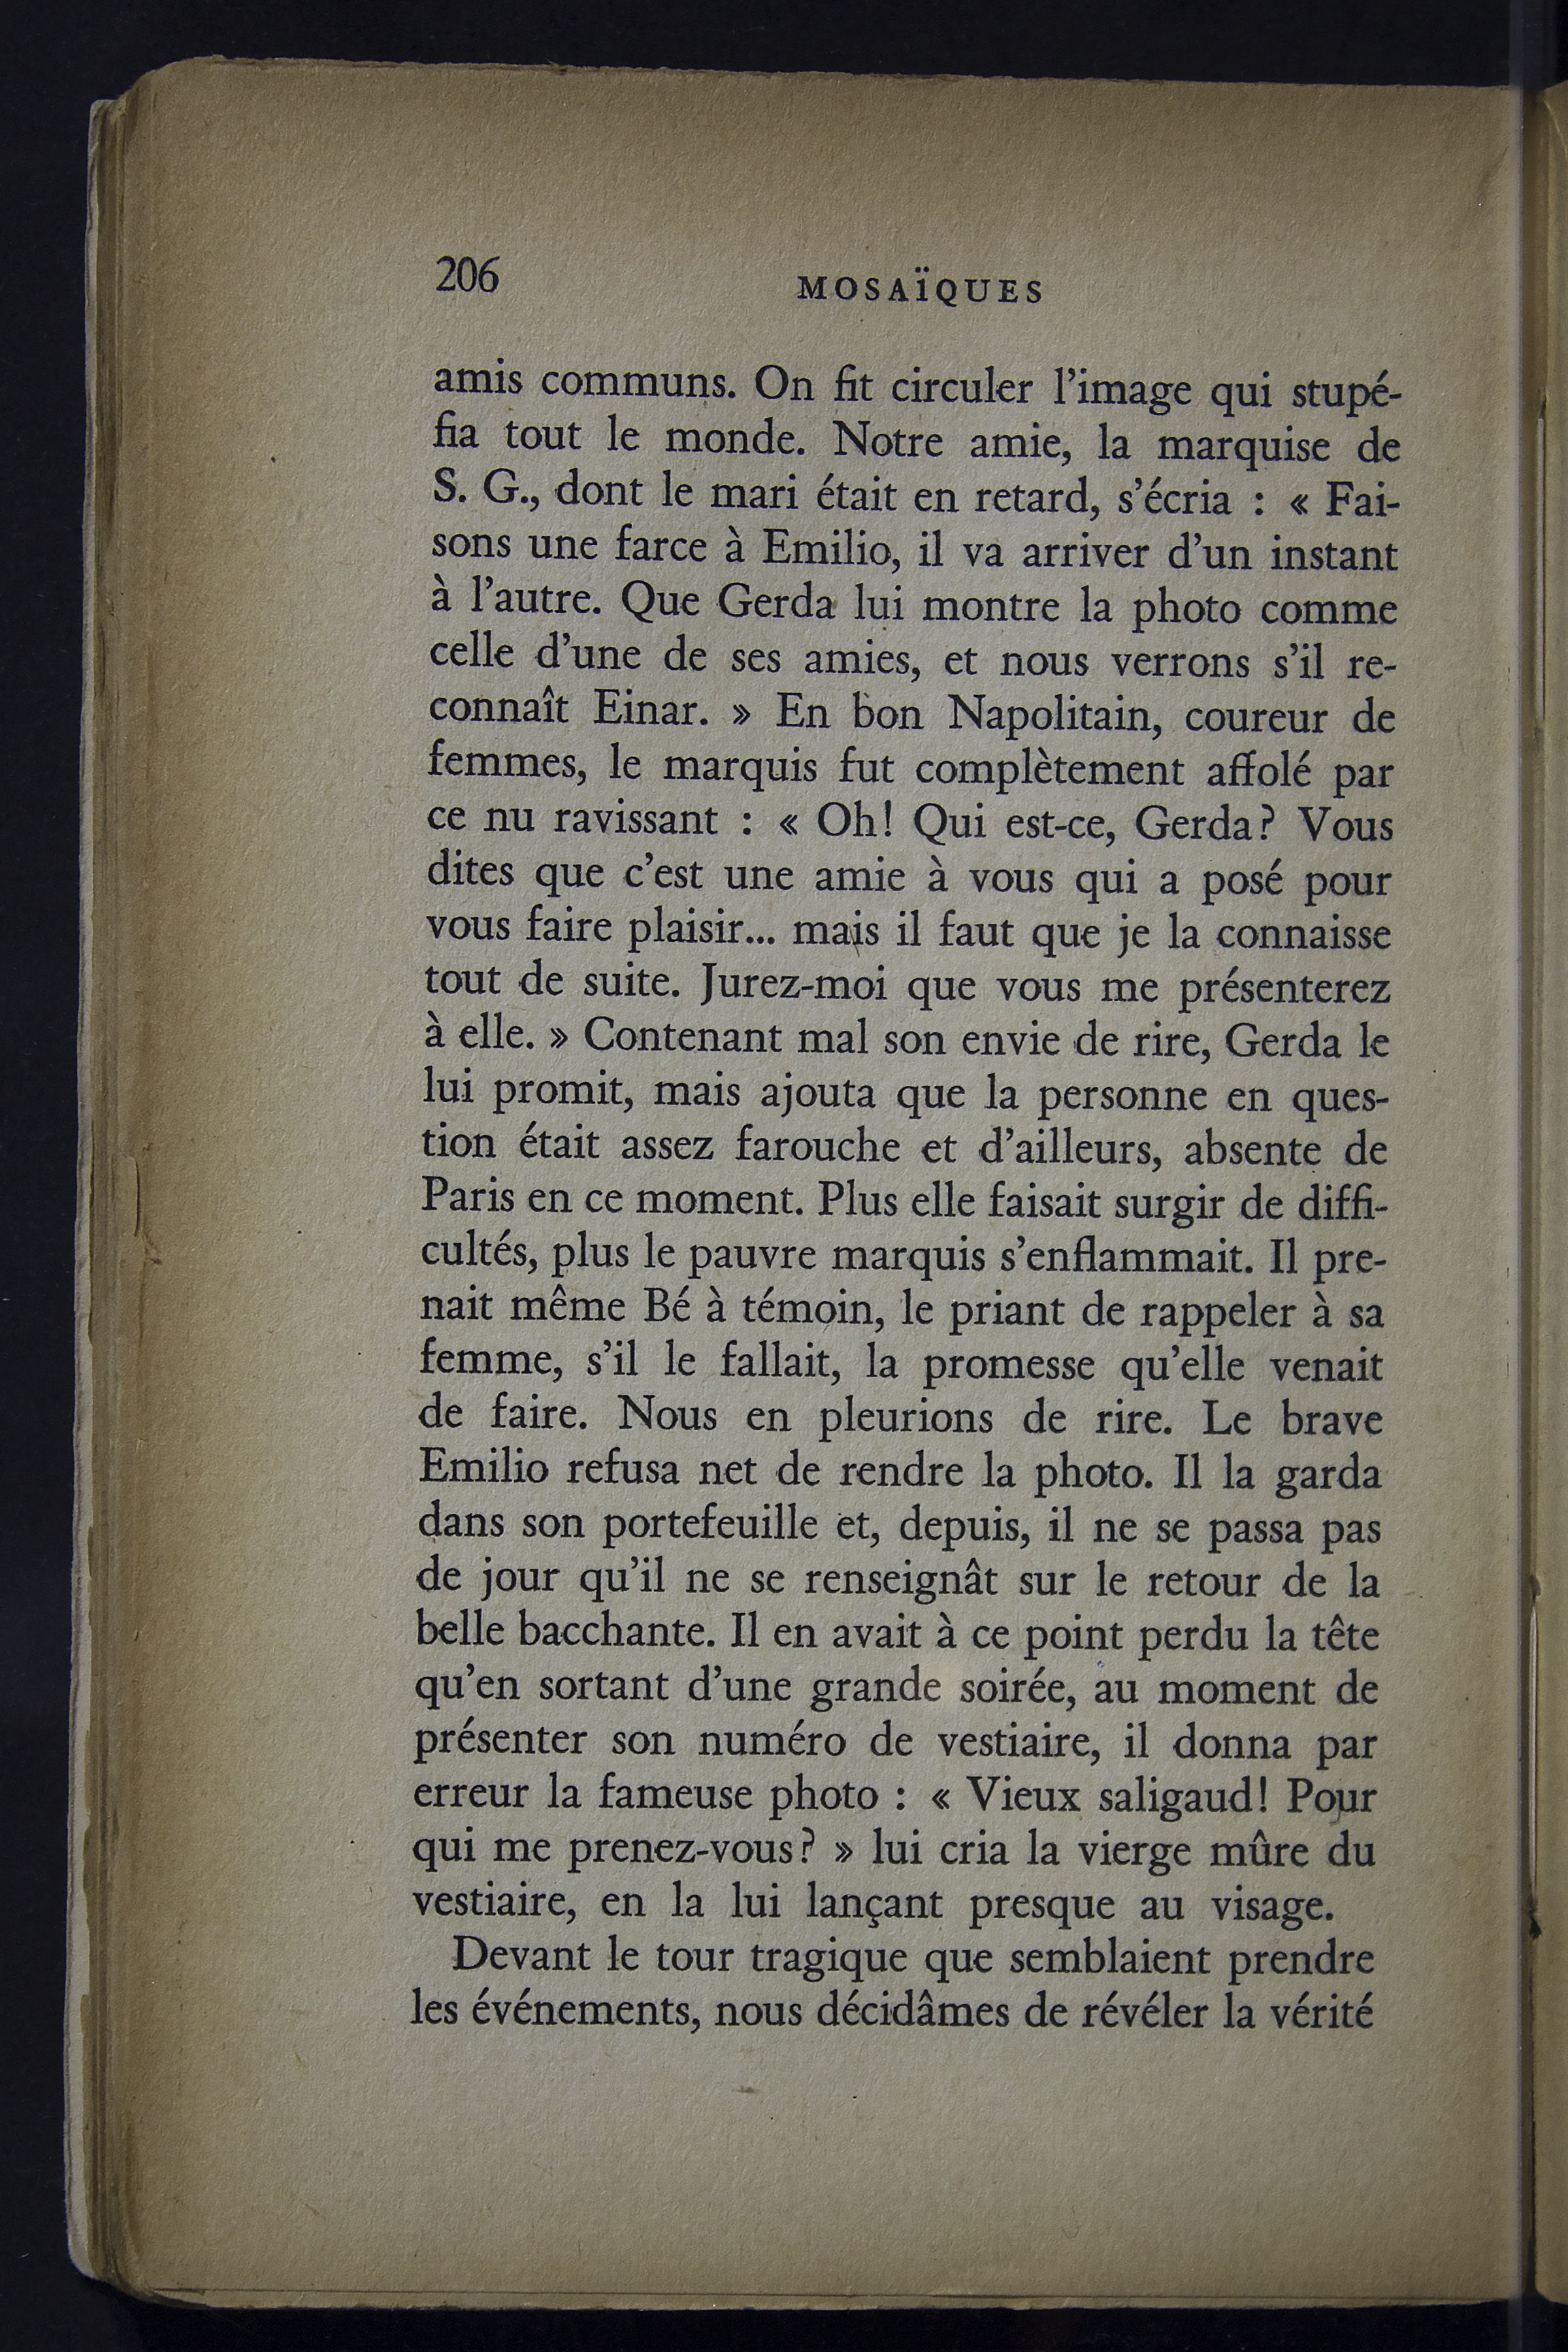 206
MOSAÏQUES
amis communs. On fit circuler l'image qui stupé-
fia tout le monde. Notre amie, la marquise de
S. G., dont le mari était en retard, s'écria : « Fai-
sons une farce à Emilio, il va arriver d'un instant
à l'autre. Que Gerda lui montre la photo comme
celle d'une de ses amies, et nous verrons s'il re-
connaît Einar. » En bon Napolitain, coureur de
femmes, le marquis fut complètement affolé par
ce nu ravissant : « Oh! Qui est-ce, Gerda? Vous
dites que c'est une amie à vous qui a posé pour
vous faire plaisir... mais il faut que je la connaisse
tout de suite. Jurez-moi que vous me présenterez
à elle. » Contenant mal son envie de rire, Gerda le
lui promit, mais ajouta que la personne en ques-
tion était assez farouche et d'ailleurs, absente de
Paris en ce moment. Plus elle faisait surgir de diffi-
cultés, plus le pauvre marquis s'enflammait. Il pre-
nait même Bé à témoin, le priant de rappeler à sa
femme, s'il le fallait, la promesse qu'elle venait
de faire. Nous en pleurions de rire. Le brave
Emilio refusa net de rendre la photo. Il la garda
dans son portefeuille et, depuis, il ne se passa pas
de jour qu'il ne se renseignât sur le retour de la
belle bacchante. Il en avait à ce point perdu la tête
qu'en sortant d'une grande soirée, au moment de
présenter son numéro de vestiaire, il donna par
erreur la fameuse photo : « Vieux saligaud! Pour
qui me prenez-vous? » lui cria la vierge mûre du
vestiaire, en la lui lançant presque au visage.
Devant le tour tragique que semblaient prendre
les événements, nous décidâmes de révéler la vérité